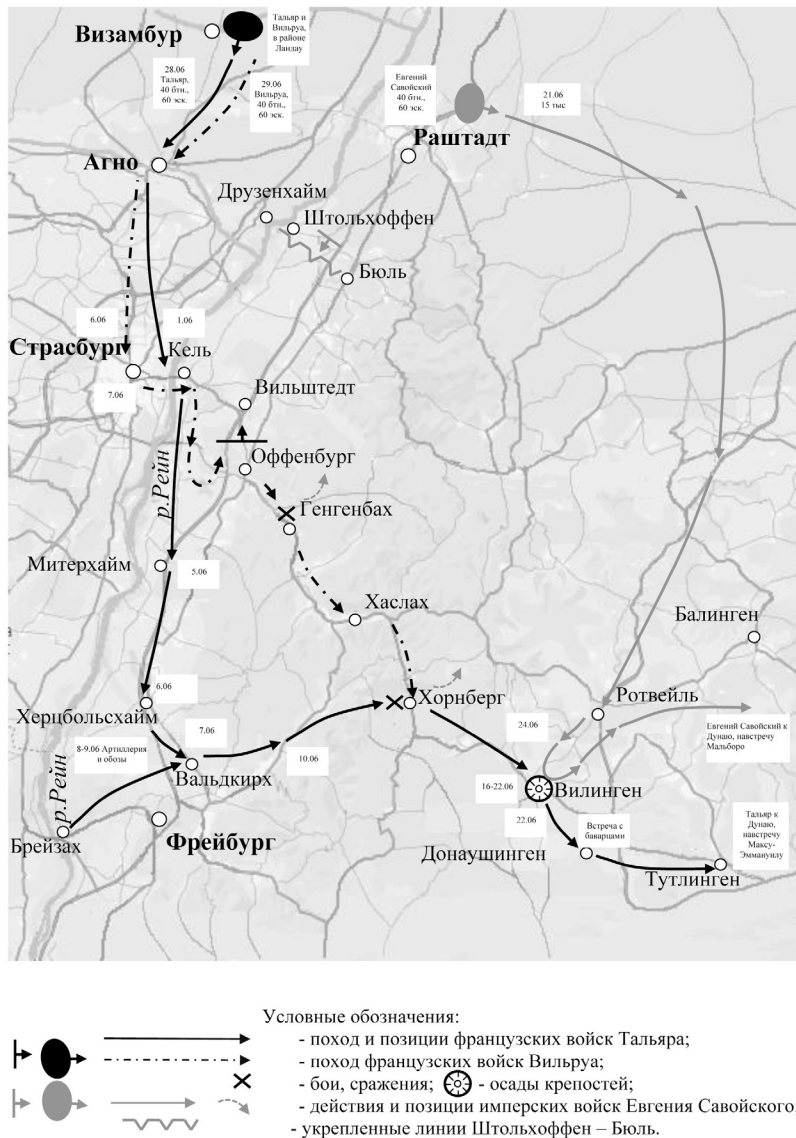 Визамбур
Тальяр и
Вильруа,
в районе
Ландау
28.06
Тальяр,
40 бтн.,
60 эск.
29.06
Вильруа,
40 бтн.,
60 эск.
Евгений
Савойский
40 бтн.,
60 эск.
21.06
15 тыс
Раштадт
Агно
Друзенхайм
Штольхоффен
Бюль
6.06
1.06
Страсбург
Кель
7.06
Вильштедт
Оффенбург
р.Рейн
Генгенбах
Митерхайм
5.06
Хаслах
Балинген
6.06
Херцбольсхайм
Хорнберг
Ротвейль
7.06
24.06
Евгений Савойский к
Дунаю, навстречу
Мальборо
8-9.06 Артиллерия
и обозы
10.06
Вальдкирх
р.Рейн
16-22.06
Вилинген
22.06
Брейзах
Фрейбург
Встреча с
баварцами
Тальяр к
Дунаю,
навстречу
Максу-
Эммануилу
Донаушинген
Тутлинген
Условные обозначения:
- поход и позиции французских войск Тальяра;
- поход французских войск Вильруа;
- бои, сражения; - осады крепостей;
- действия и позиции имперских войск Евгения Савойского;
- укрепленные линии Штольхоффен – Бюль.